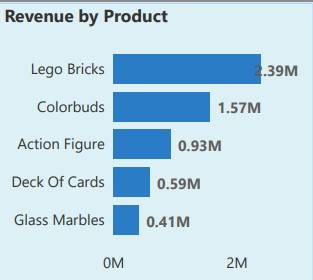 Revenue by Product
Lego Bricks 2.39M
Colorbuds 1.57M
Action Figure 0.93M
Deck Of Cards 0.59M
Glass Marbles 0.41M
0M 2M